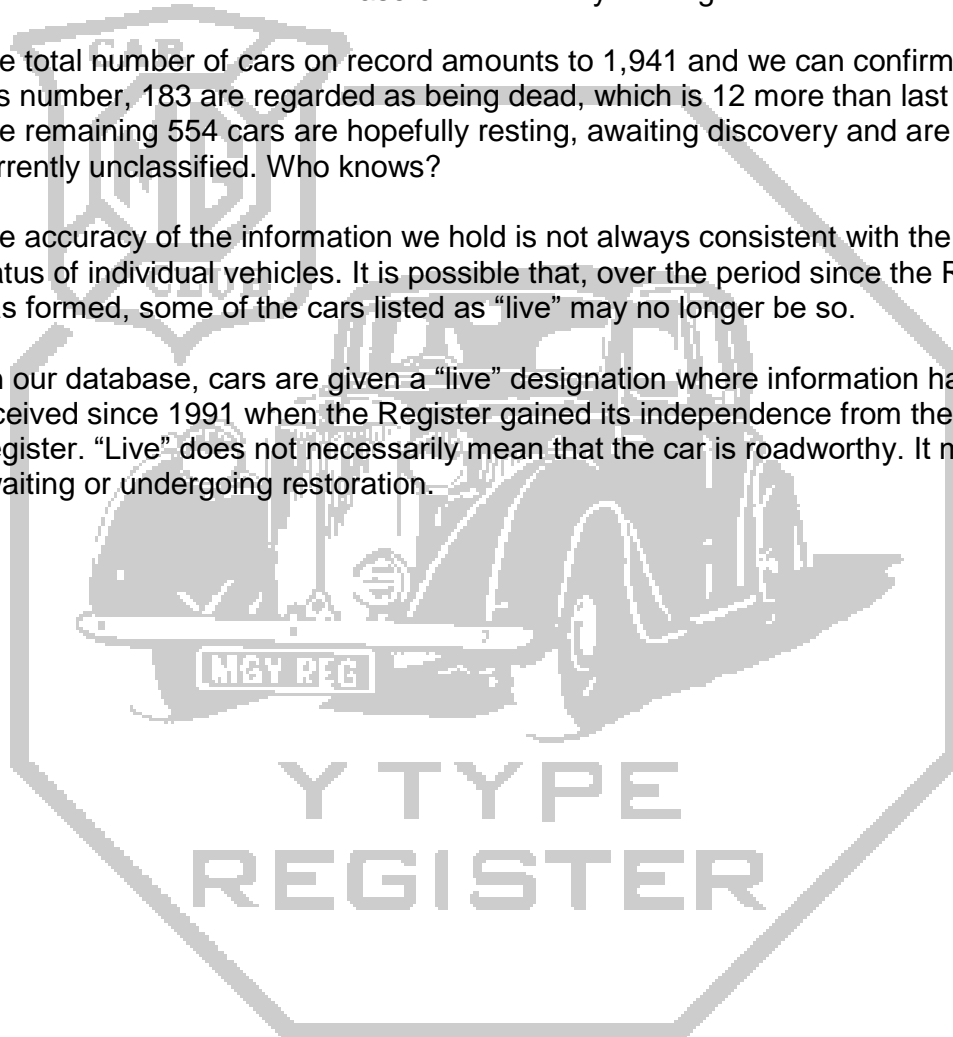 e total number of cars on record amounts to 1,941 and we can confirm
s number, 183 are regarded as being dead, which is 12 more than last
e remaining 554 cars are hopefully resting, awaiting discovery and are
rrently unclassified. Who knows?
e accuracy of the information we hold is not always consistent with the
atus of individual vehicles. It is possible that, over the period since the R
s formed, some of the cars listed as “live” may no longer be so.
n our database, cars are given a “live” designation where information ha
ceived since 1991 when the Register gained its independence from the
egister. “Live” does not necessarily mean that the car is roadworthy. It m
waiting or undergoing restoration.
CAR
MG
CLUB
MGY REG
Y TYPE
REGISTER